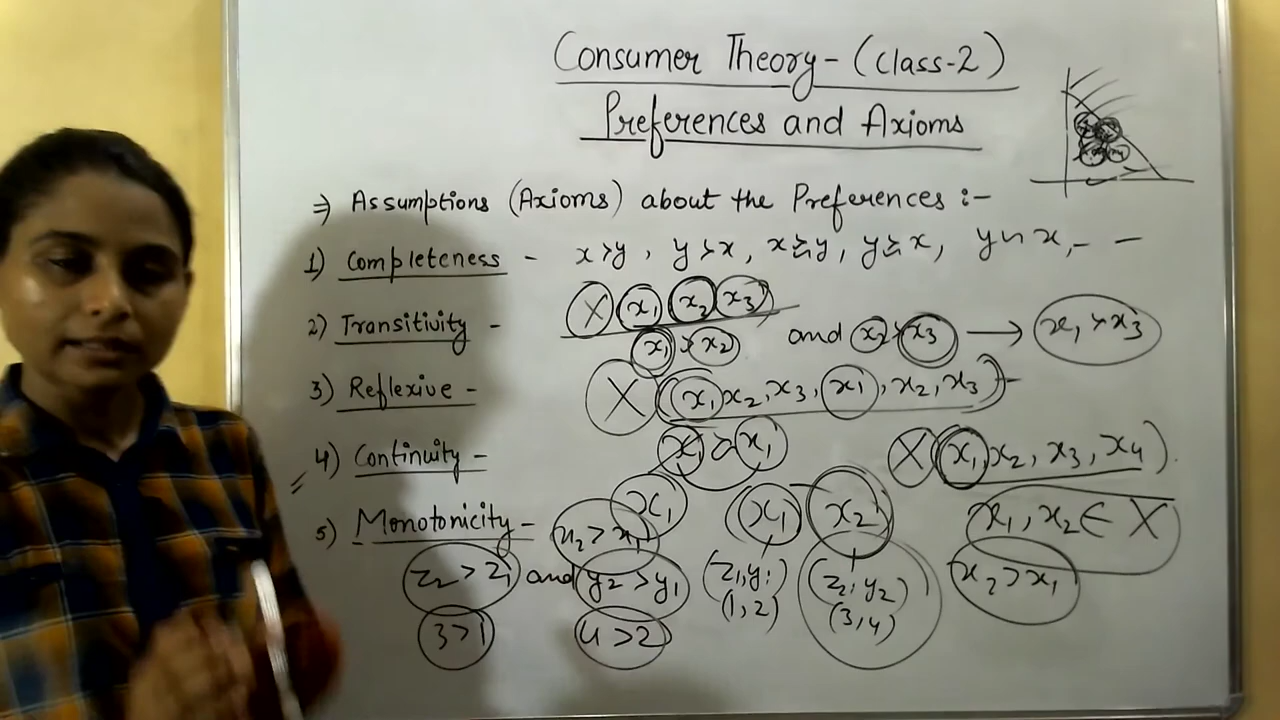 Consumer Theory - (Class-2)
Preferences and Axioms
⇒ Assumptions (Axioms) about the Preferences :-
1) Completeness - x≻y, y≻x, x≿y, y≿x, y∽x, - -
2) Transitivity - X x1 x2 x3)
x1 ≻ x2 and x2 ≻ x3 → x1 ≻ x3
3) Reflexive - X (x1 x2, x3, x1, x2, x3) -
4) Continuity - X (x1 x2, x3, x4).
x1 x1 x2 x1, x2 ∈ X
5) Monotonicity - x2 > x1
z2 > z1 and y2 > y1 (z1, y1) (z2, y2) x2 > x1
3 > 1 4 > 2 (1, 2) (3, 4)